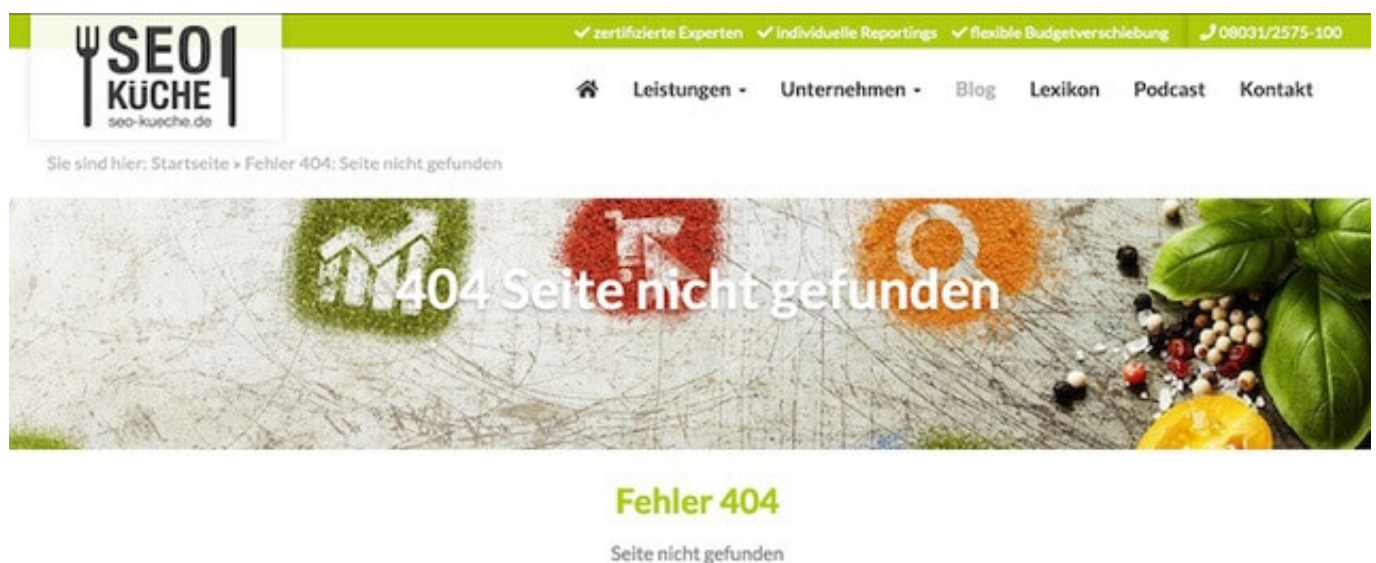 ✓ zertifizierte Experten ✓ individuelle Reportings ✓ flexible Budgetverschiebung 08031/2575-100
SEO
KÜCHE
seo-kueche.de
Leistungen Unternehmen Blog Lexikon Podcast Kontakt
Sie sind hier: Startseite » Fehler 404: Seite nicht gefunden
404 Seite nicht gefunden
Fehler 404
Seite nicht gefunden